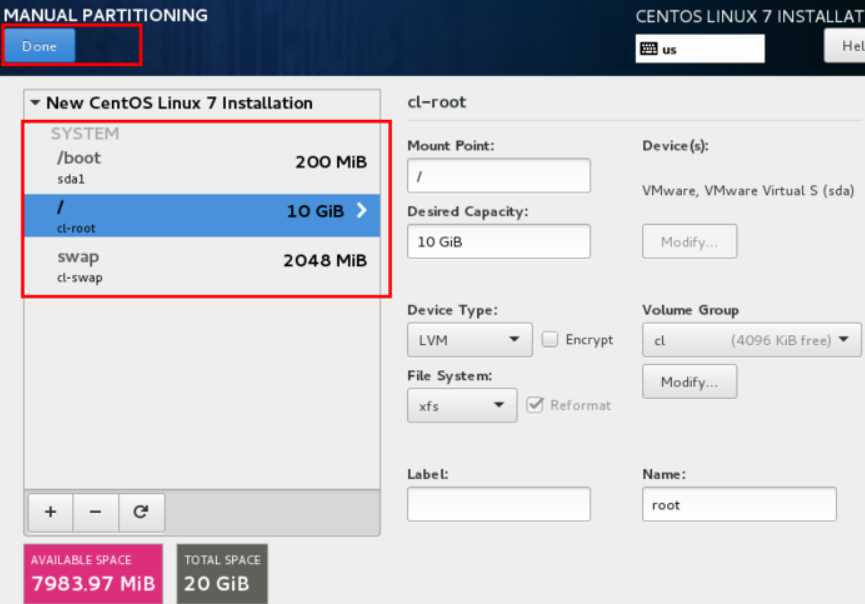 MANUAL PARTITIONING
CENTOS LINUX 7 INSTALLAT
Done
us
Hel
New CentOS Linux 7 Installation
SYSTEM
/boot
200 MiB
sda1
/
10 GiB
cl-root
swap
2048 MiB
cl-swap
cl-root
Mount Point:
Device(s):
/
VMware, VMware Virtual S (sda)
Desired Capacity:
10 GiB
Modify...
Device Type:
Volume Group
LVM
Encrypt
cl (4096 KiB free)
File System:
Modify...
xfs
Reformat
Label:
Name:
root
+ −
AVAILABLE SPACE
7983.97 MiB
TOTAL SPACE
20 GiB